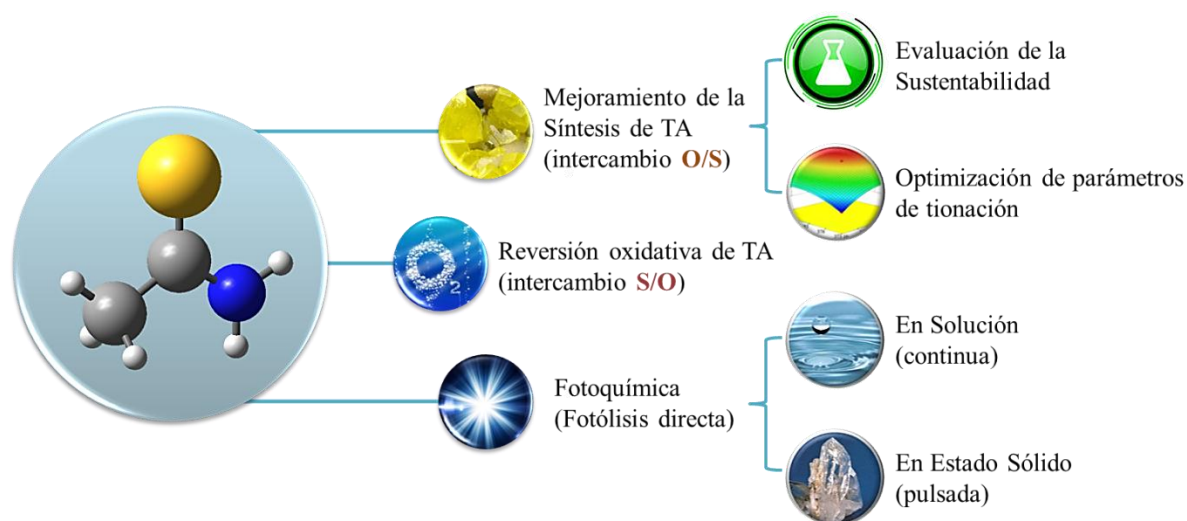 Mejoramiento de la
Síntesis de TA
(intercambio O/S)
Evaluación de la
Sustentabilidad
Optimización de parámetros
de tionación
O
2
Reversión oxidativa de TA
(intercambio S/O)
Fotoquímica
(Fotólisis directa)
En Solución
(continua)
En Estado Sólido
(pulsada)